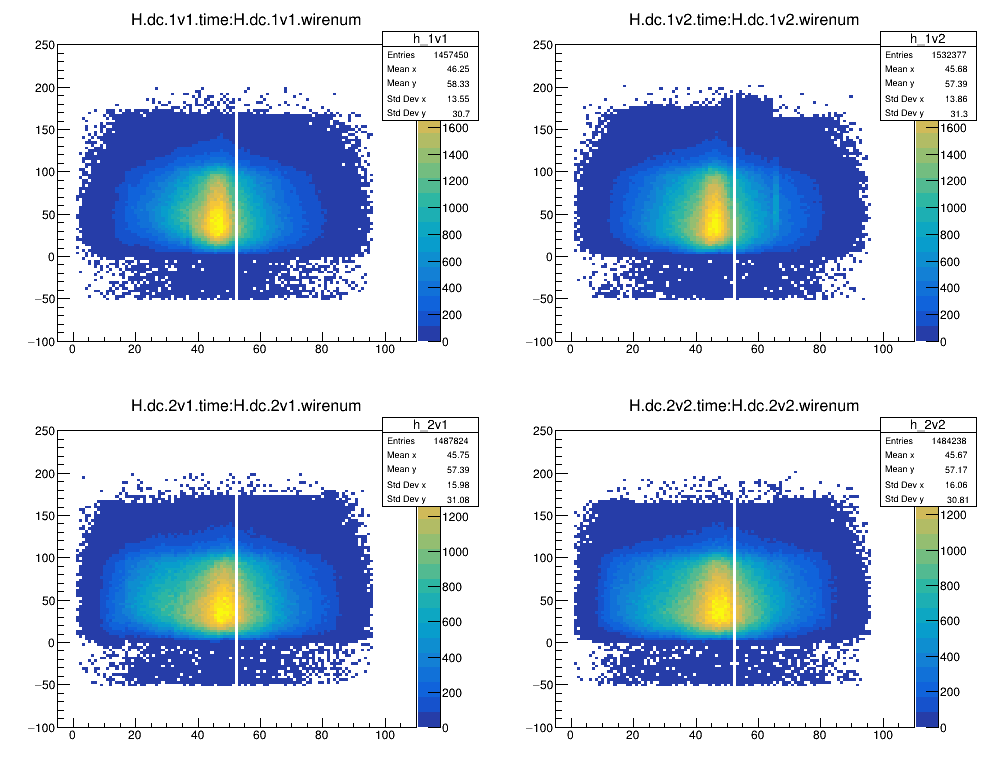 H.dc.1v1.time:H.dc.1v1.wirenum
h_1v1
Entries 1457450
Mean x 46.25
Mean y 58.33
Std Dev x 13.55
Std Dev y 30.7
250
200
150
100
50
0
−50
−100
0 20 40 60 80 100
1600
1400
1200
1000
800
600
400
200
0
H.dc.1v2.time:H.dc.1v2.wirenum
h_1v2
Entries 1532377
Mean x 45.68
Mean y 57.39
Std Dev x 13.86
Std Dev y 31.3
250
200
150
100
50
0
−50
−100
0 20 40 60 80 100
1600
1400
1200
1000
800
600
400
200
0
H.dc.2v1.time:H.dc.2v1.wirenum
h_2v1
Entries 1487824
Mean x 45.75
Mean y 57.39
Std Dev x 15.98
Std Dev y 31.08
250
200
150
100
50
0
−50
−100
0 20 40 60 80 100
1200
1000
800
600
400
200
0
H.dc.2v2.time:H.dc.2v2.wirenum
h_2v2
Entries 1484238
Mean x 45.67
Mean y 57.17
Std Dev x 16.06
Std Dev y 30.81
250
200
150
100
50
0
−50
−100
0 20 40 60 80 100
1200
1000
800
600
400
200
0